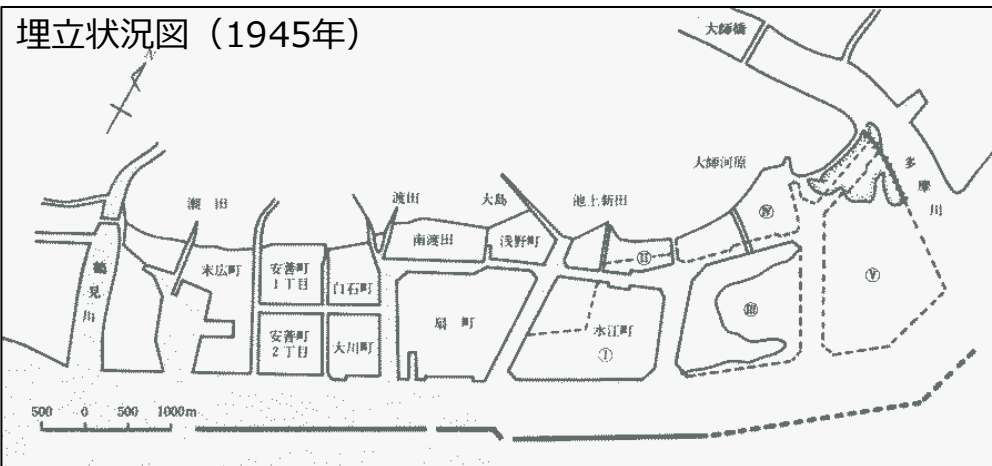 埋立状況図（1945年）
大師橋
多摩川
大師河原
潮田
渡田
大島
池上新田
鶴見川
末広町
安善町
1丁目
白石町
南渡田
浅野町
安善町
2丁目
大川町
扇町
水江町
Ⅰ
Ⅱ
Ⅲ
Ⅳ
Ⅴ
500 0 500 1000m